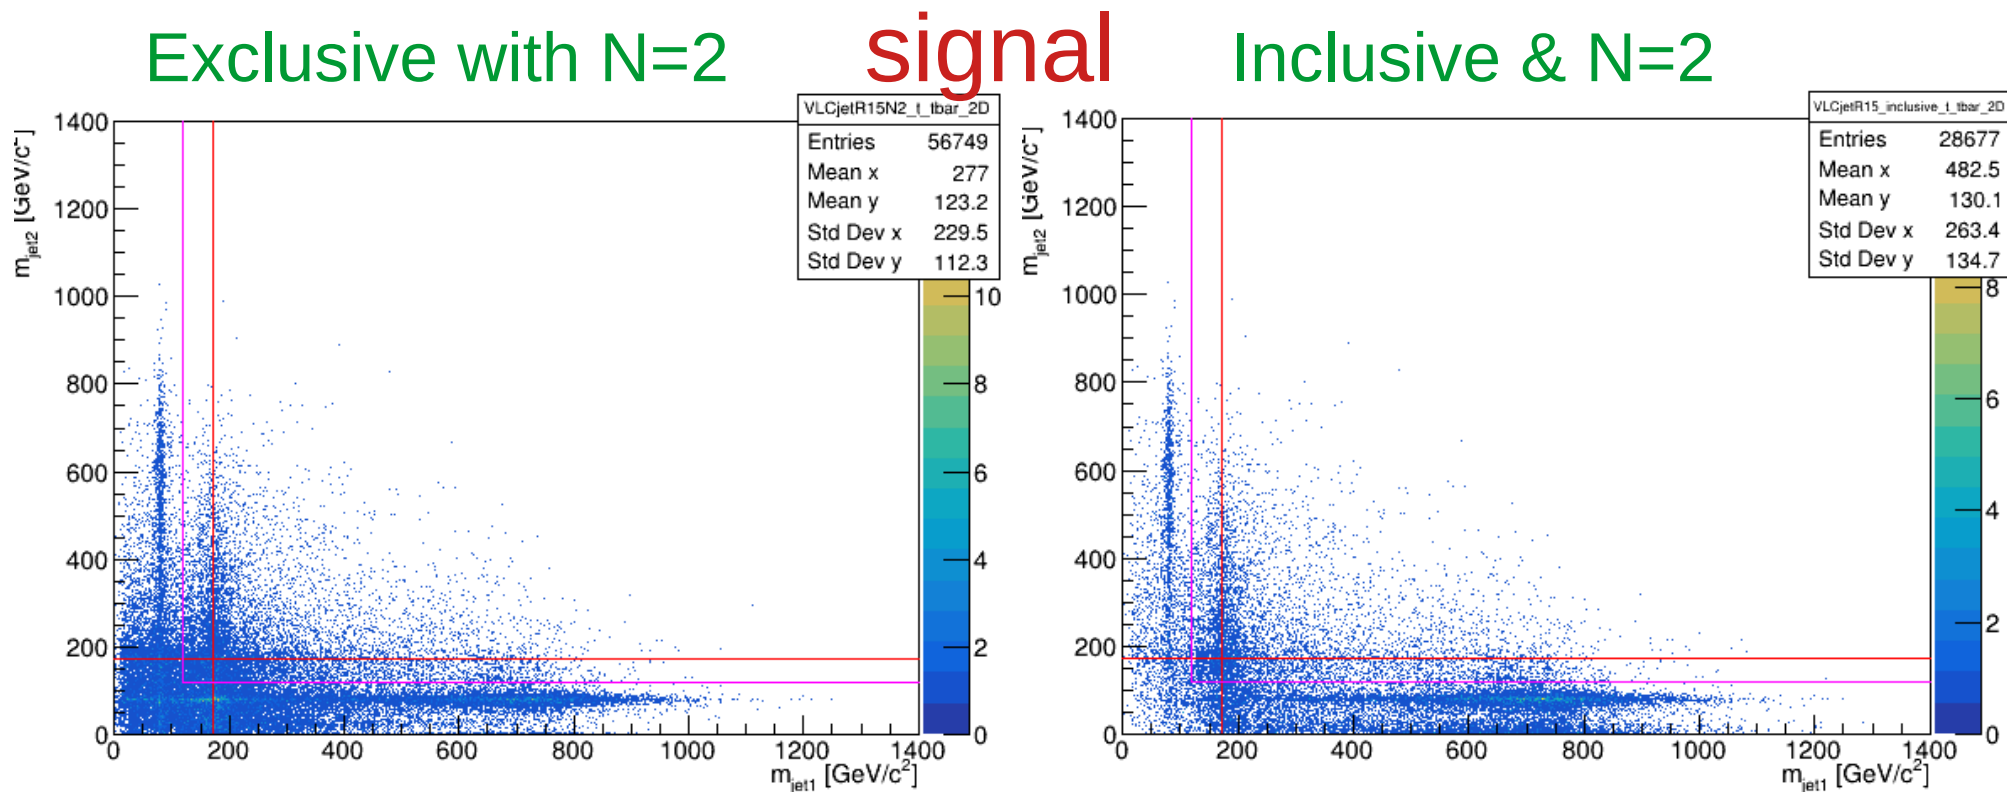 Exclusive with N=2
signal
Inclusive & N=2
VLCjetR15N2_t_tbar_2D
Entries 56749
Mean x 277
Mean y 123.2
Std Dev x 229.5
Std Dev y 112.3
m_jet2 [GeV/c²]
1400
1200
1000
800
600
400
200
0
0 200 400 600 800 1000 1200 1400
m_jet1 [GeV/c²]
10
8
6
4
2
0
VLCjetR15_inclusive_t_tbar_2D
Entries 28677
Mean x 482.5
Mean y 130.1
Std Dev x 263.4
Std Dev y 134.7
m_jet2 [GeV/c²]
1400
1200
1000
800
600
400
200
0
0 200 400 600 800 1000 1200 1400
m_jet1 [GeV/c²]
8
6
4
2
0